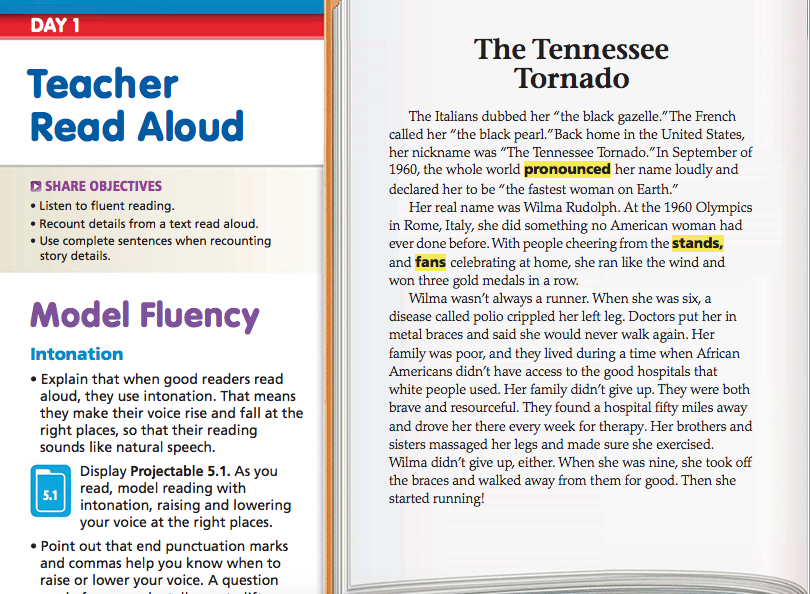 DAY 1
Teacher
Read Aloud
SHARE OBJECTIVES
• Listen to fluent reading.
• Recount details from a text read aloud.
• Use complete sentences when recounting
story details.
Model Fluency
Intonation
• Explain that when good readers read
aloud, they use intonation. That means
they make their voice rise and fall at the
right places, so that their reading
sounds like natural speech.
5.1
Display Projectable 5.1. As you
read, model reading with
intonation, raising and lowering
your voice at the right places.
• Point out that end punctuation marks
and commas help you know when to
raise or lower your voice. A question
The Tennessee
Tornado
The Italians dubbed her “the black gazelle.” The French
called her “the black pearl.” Back home in the United States,
her nickname was “The Tennessee Tornado.” In September of
1960, the whole world pronounced her name loudly and
declared her to be “the fastest woman on Earth.”
Her real name was Wilma Rudolph. At the 1960 Olympics
in Rome, Italy, she did something no American woman had
ever done before. With people cheering from the stands,
and fans celebrating at home, she ran like the wind and
won three gold medals in a row.
Wilma wasn’t always a runner. When she was six, a
disease called polio crippled her left leg. Doctors put her in
metal braces and said she would never walk again. Her
family was poor, and they lived during a time when African
Americans didn’t have access to the good hospitals that
white people used. Her family didn’t give up. They were both
brave and resourceful. They found a hospital fifty miles away
and drove her there every week for therapy. Her brothers and
sisters massaged her legs and made sure she exercised.
Wilma didn’t give up, either. When she was nine, she took off
the braces and walked away from them for good. Then she
started running!